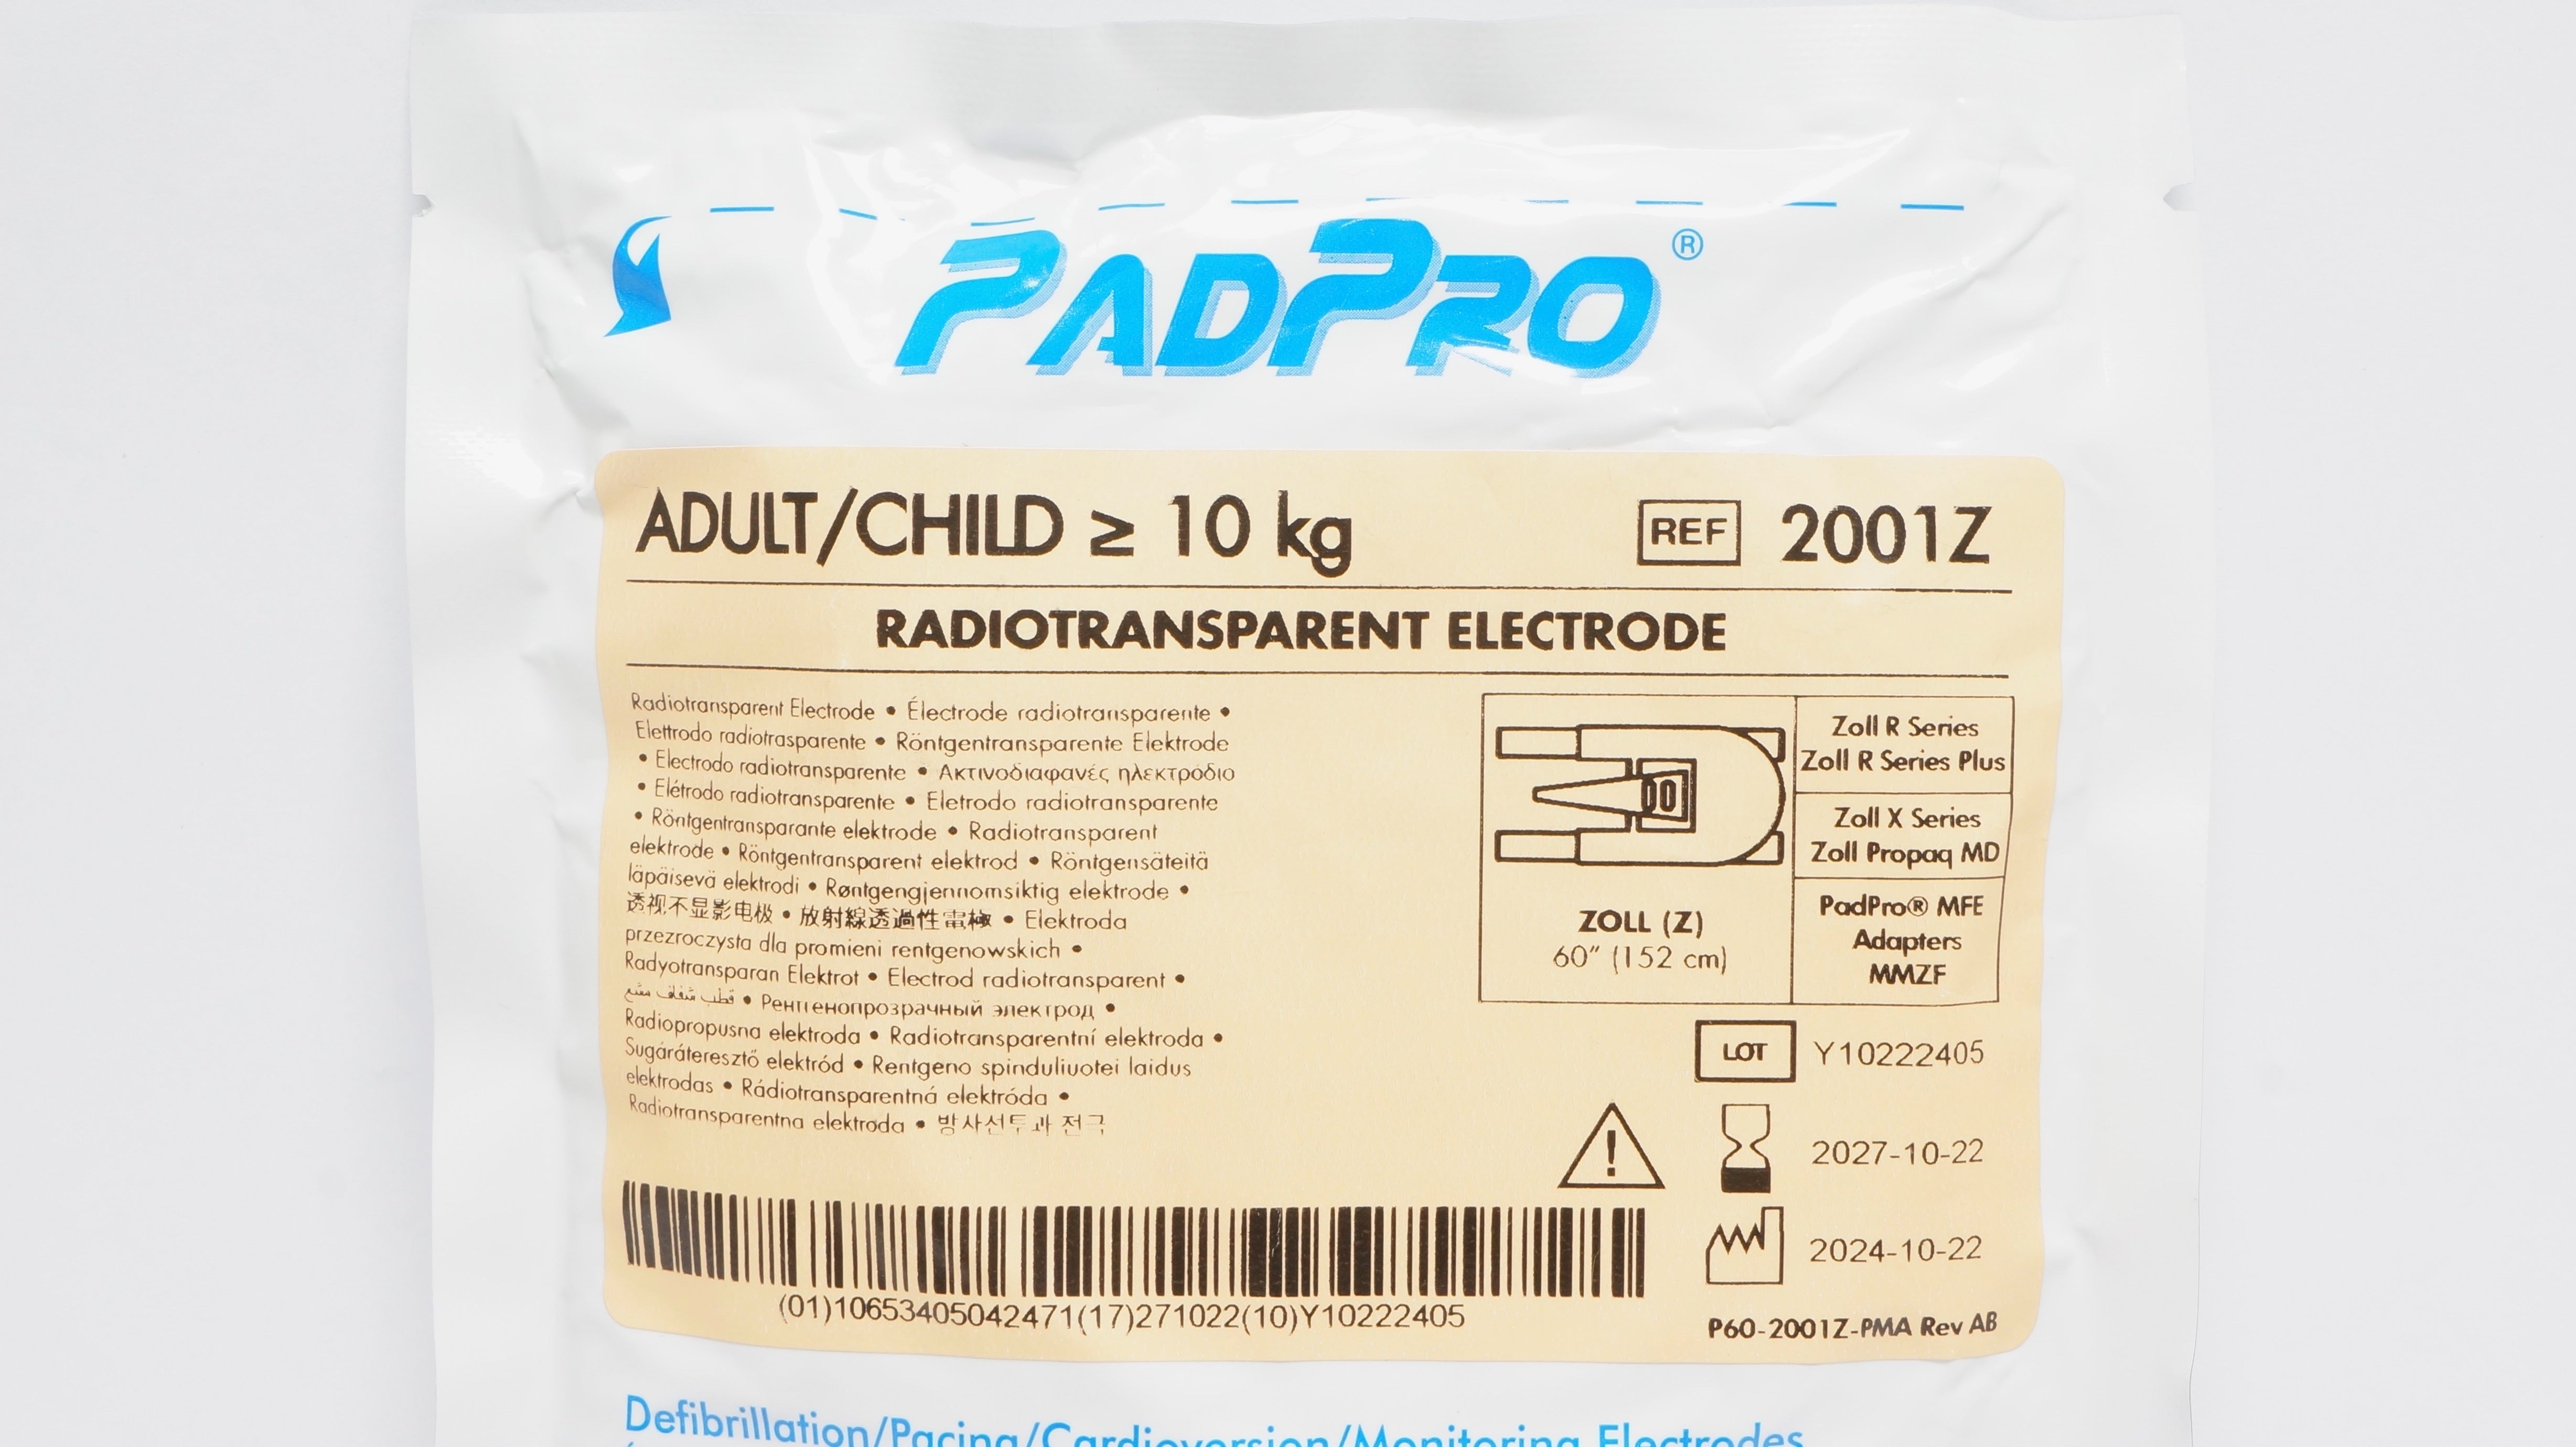 PADPRO®
ADULT/CHILD ≥ 10 kg
REF 2001Z
RADIOTRANSPARENT ELECTRODE
Radiotransparent Electrode • Électrode radiotransparente •
Elettrodo radiotrasparente • Röntgentransparente Elektrode
• Electrodo radiotransparente • Ακτινοδιαφανές ηλεκτρόδιο
• Elétrodo radiotransparente • Eletrodo radiotransparente
• Röntgentransparante elektrode • Radiotransparent
elektrode • Röntgentransparent elektrod • Röntgensäteitä
läpäisevä elektrodi • Røntgengjennomsiktig elektrode •
透视不显影电极 • 放射線透過性電極 • Elektroda
przezroczysta dla promieni rentgenowskich •
Radyotransparan Elektrot • Electrod radiotransparent •
قطب شفاف مشع • Рентгенопрозрачный электрод •
Radiopropusna elektroda • Radiotransparentní elektroda •
Sugáráteresztő elektród • Rentgeno spinduliuotei laidus
elektrodas • Rádiotransparentná elektróda •
Radiotransparentna elektroda • 방사선투과 전극
ZOLL (Z)
60" (152 cm)
Zoll R Series
Zoll R Series Plus
Zoll X Series
Zoll Propaq MD
PadPro® MFE
Adapters
MMZF
LOT Y10222405
2027-10-22
2024-10-22
(01)10653405042471(17)271022(10)Y10222405
P60-2001Z-PMA Rev AB
Defibrillation/Pacing/Cardioversion/Monitoring Electrodes